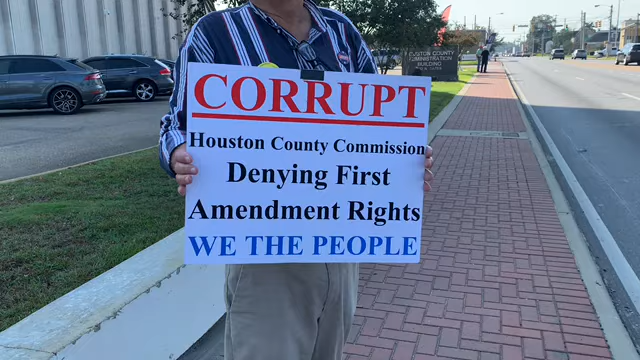 CORRUPT
Houston County Commission
Denying First
Amendment Rights
WE THE PEOPLE
HOUSTON COUNTY
ADMINISTRATION
BUILDING